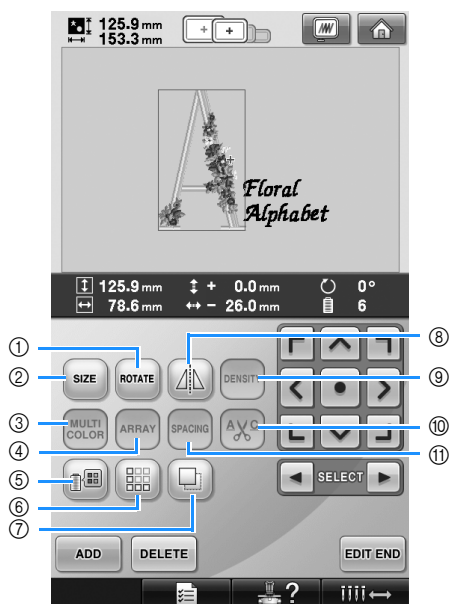 125.9 mm
153.3 mm
Floral
Alphabet
125.9 mm + 0.0 mm 0°
78.6 mm − 26.0 mm 6
① ⑧
② SIZE ROTATE DENSITY ⑨
③ MULTI COLOR ARRAY SPACING A ⑩
④ ⑪
⑤ SELECT
⑥
⑦
ADD DELETE EDIT END
?